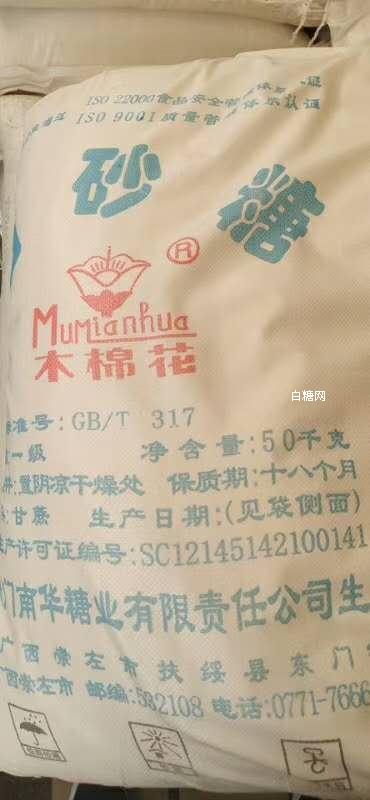 ISO 22000食品安全管理体系认证
ISO 9001质量管理体系认证
砂糖
®
Mumianhua
木棉花
白糖网
准号:GB/T 317
一级 净含量:50千克
置阴凉干燥处 保质期:十八个月
甘蔗 生产日期:(见袋侧面)
产许可证编号:SC12145142100141
门南华糖业有限责任公司生
广西崇左市扶绥县东门
西崇左市 邮编:532108 电话:0771-7666